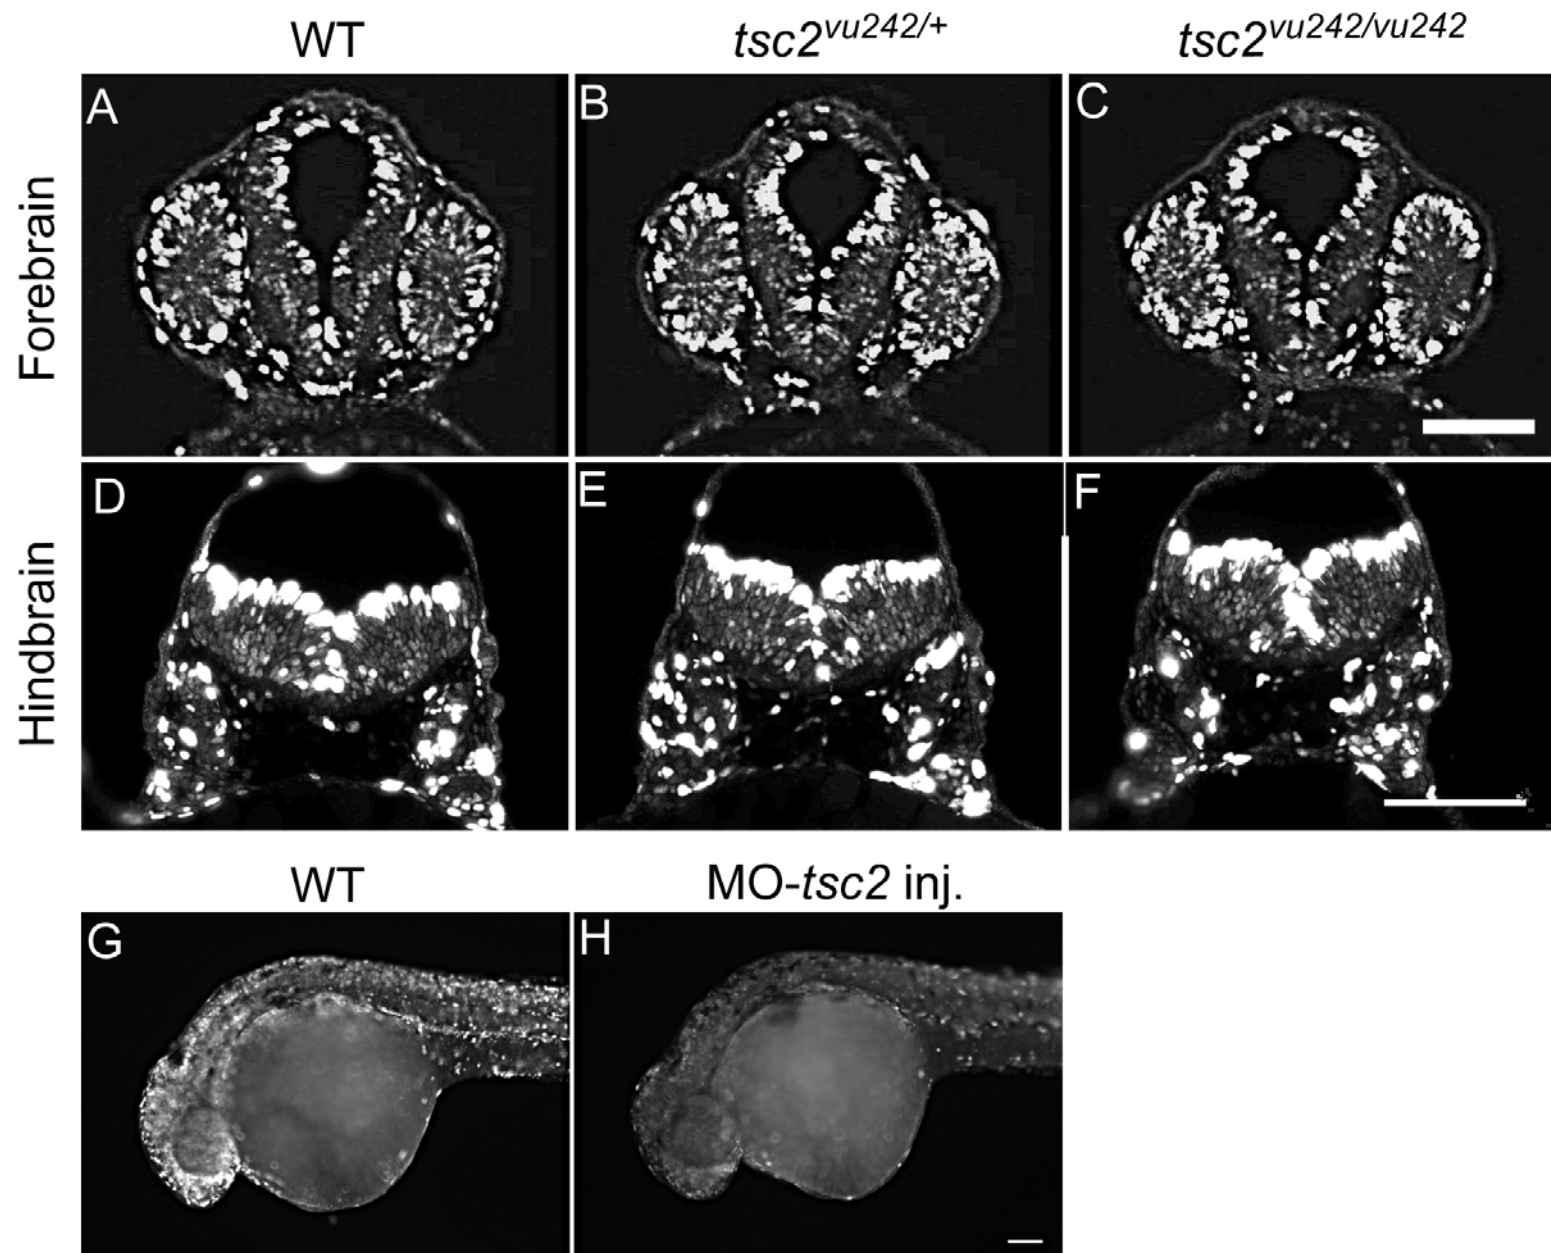 WT tsc2vu242/+ tsc2vu242/vu242
Forebrain
A B C
Hindbrain
D E F
WT MO-tsc2 inj.
G H